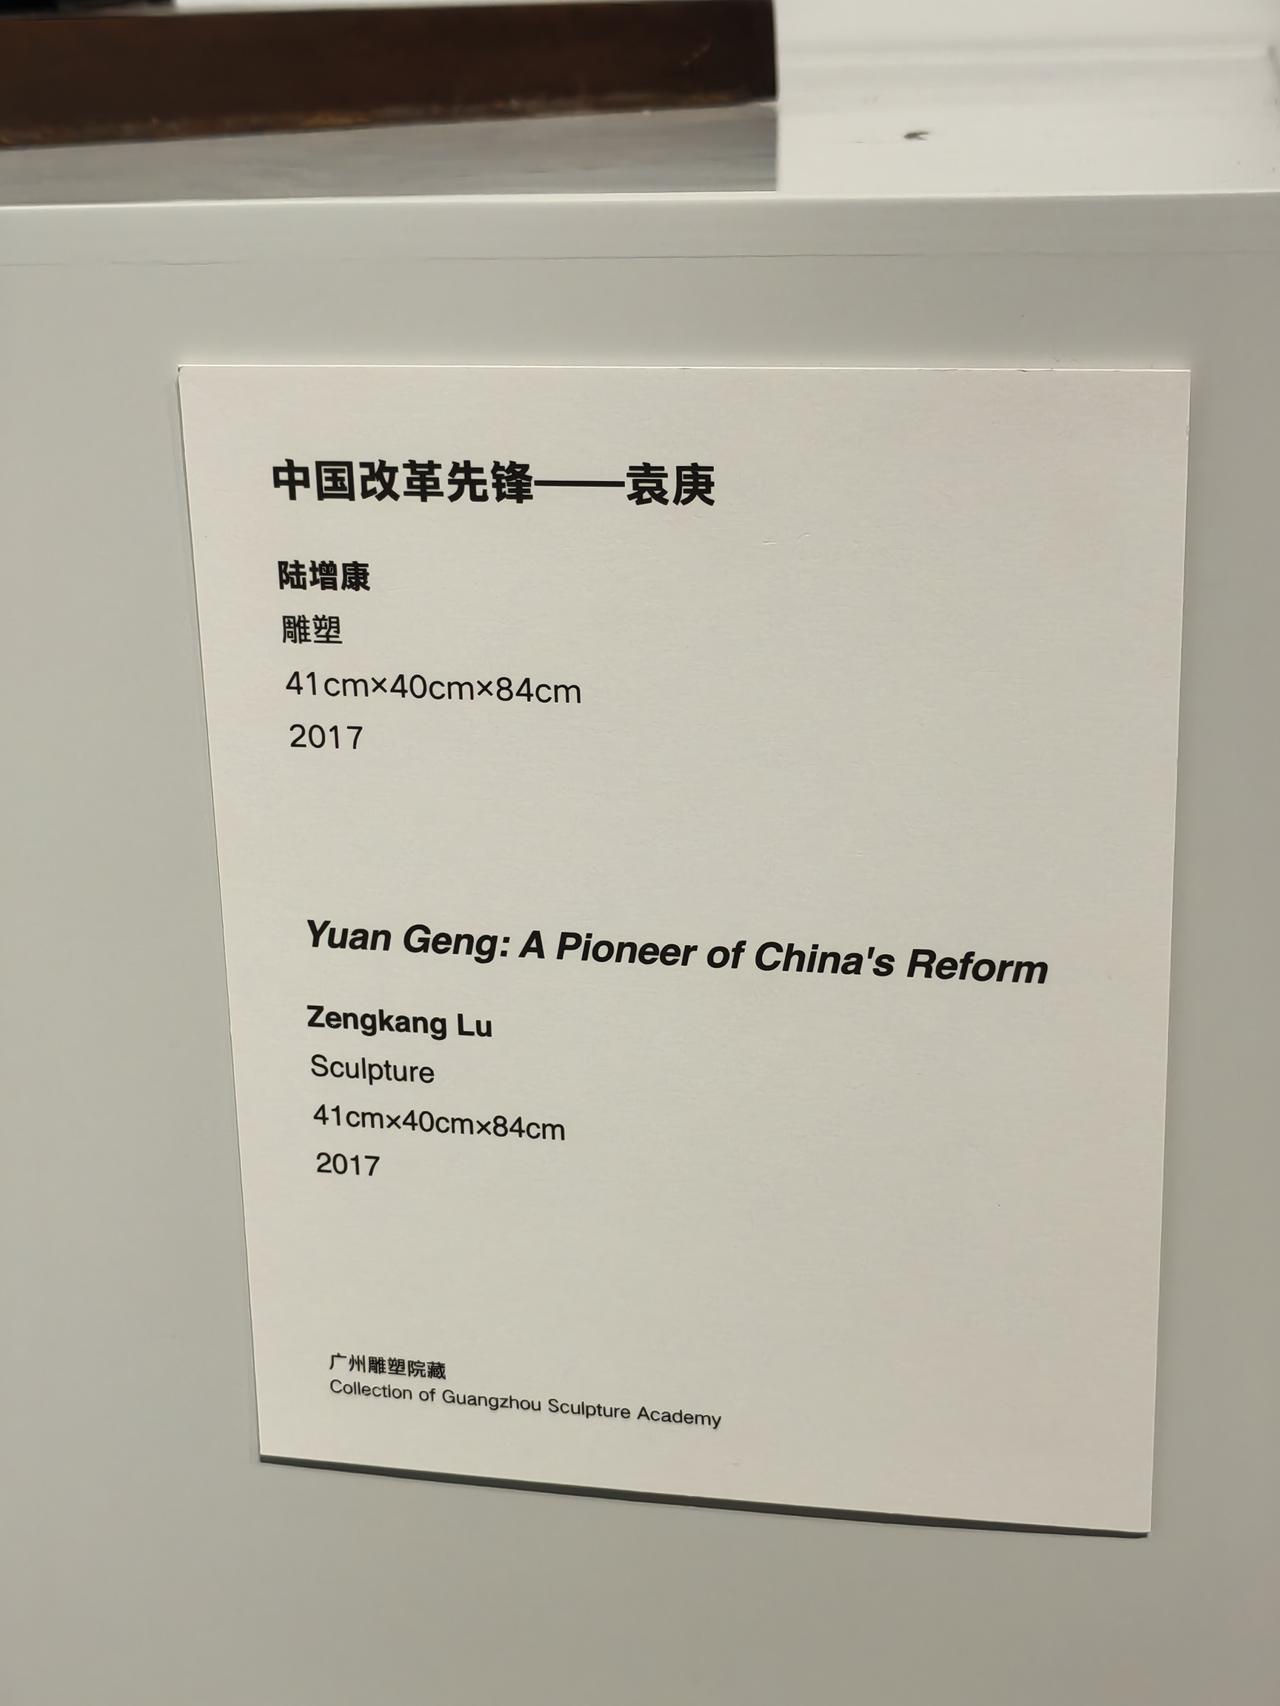 中国改革先锋——袁庚
陆增康
雕塑
41cm×40cm×84cm
2017
Yuan Geng: A Pioneer of China's Reform
Zengkang Lu
Sculpture
41cm×40cm×84cm
2017
广州雕塑院藏
Collection of Guangzhou Sculpture Academy